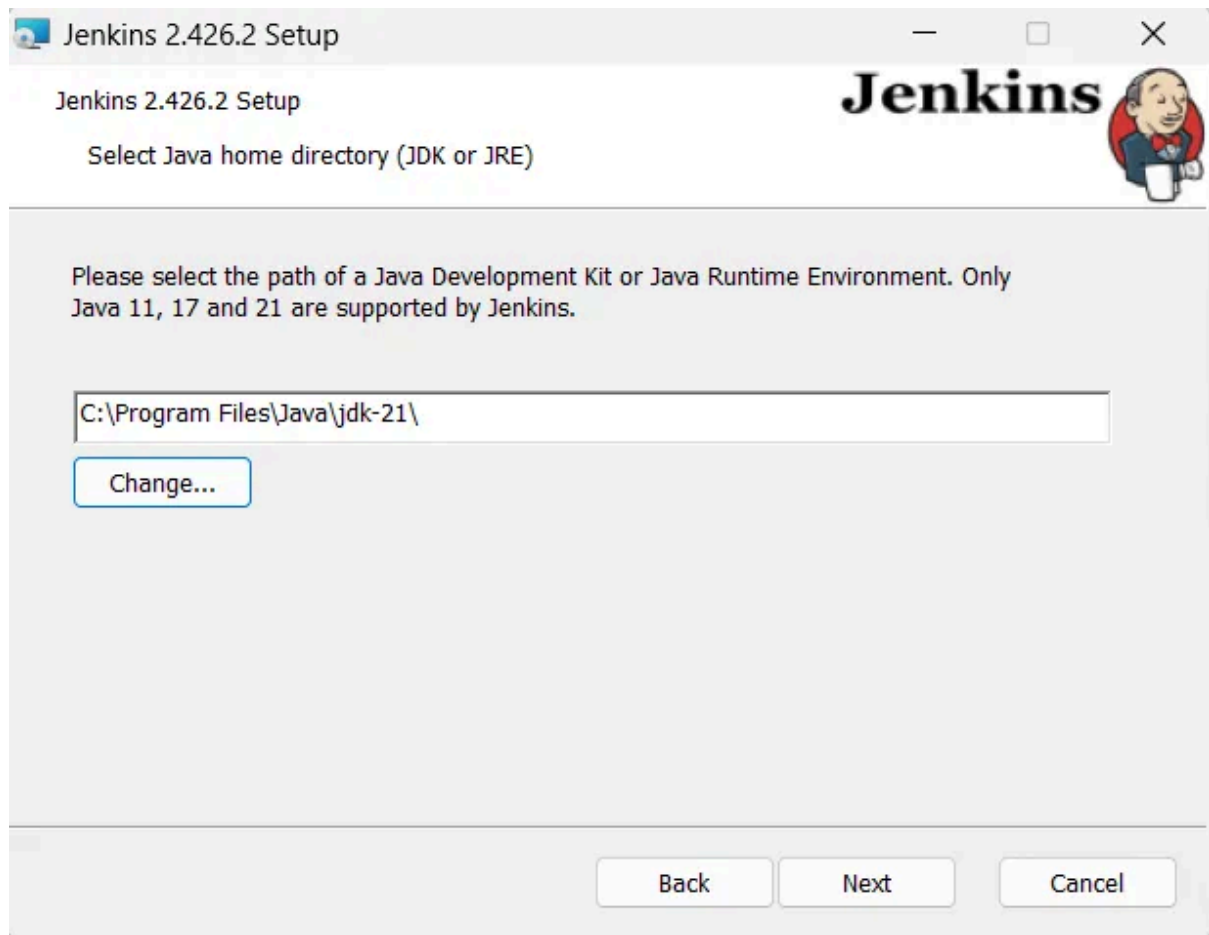 Jenkins 2.426.2 Setup
Jenkins 2.426.2 Setup
Jenkins
Select Java home directory (JDK or JRE)
Please select the path of a Java Development Kit or Java Runtime Environment. Only
Java 11, 17 and 21 are supported by Jenkins.
C:\Program Files\Java\jdk-21\
Change...
Back Next Cancel